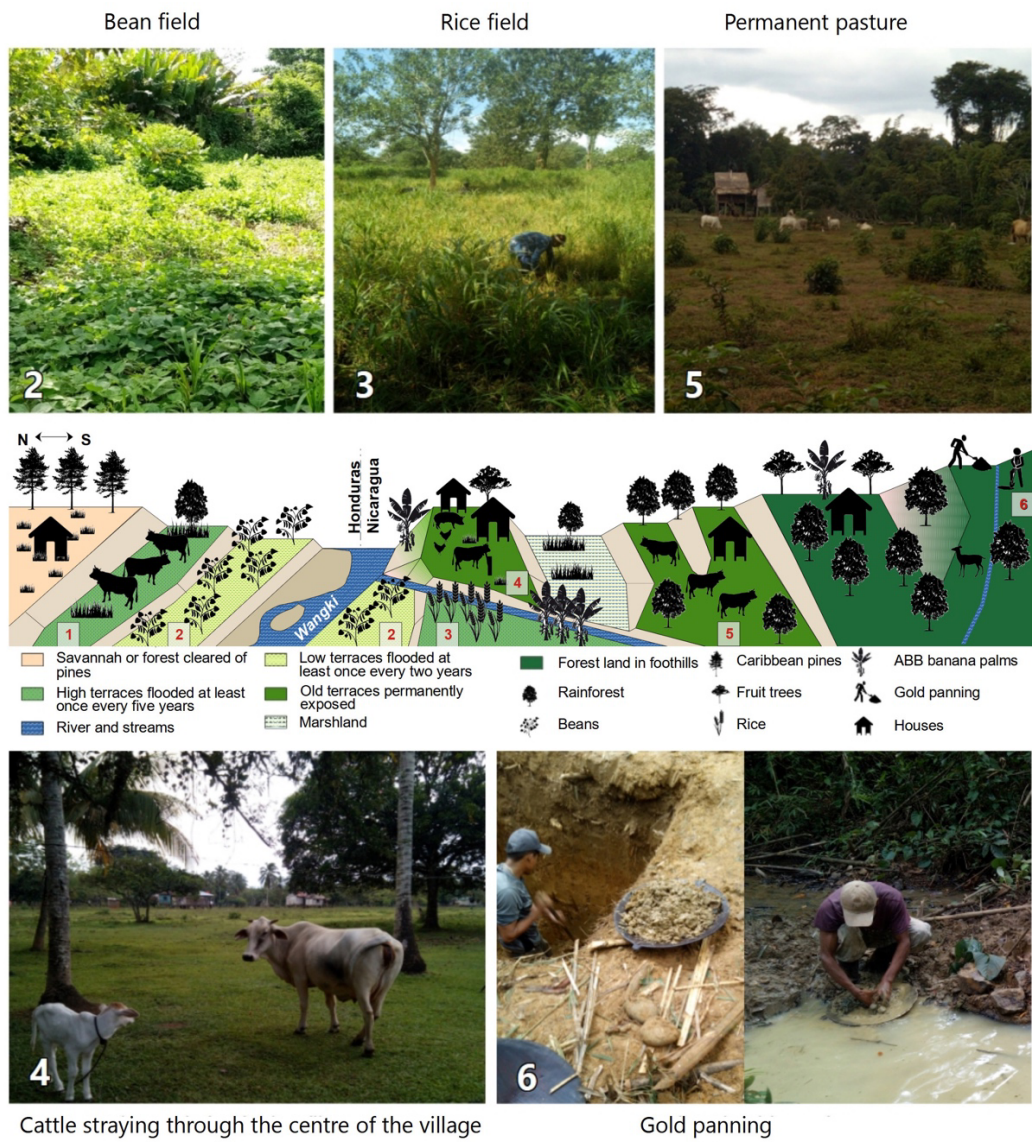 Bean field
Rice field
Permanent pasture
2
3
5
N S
Honduras
Nicaragua
Wangki
1
2
2
3
4
5
6
Savannah or forest cleared of
pines
High terraces flooded at least
once every five years
River and streams
Low terraces flooded at
least once every two years
Old terraces permanently
exposed
Marshland
Forest land in foothills
Rainforest
Beans
Caribbean pines
Fruit trees
Rice
ABB banana palms
Gold panning
Houses
4
6
Cattle straying through the centre of the village
Gold panning